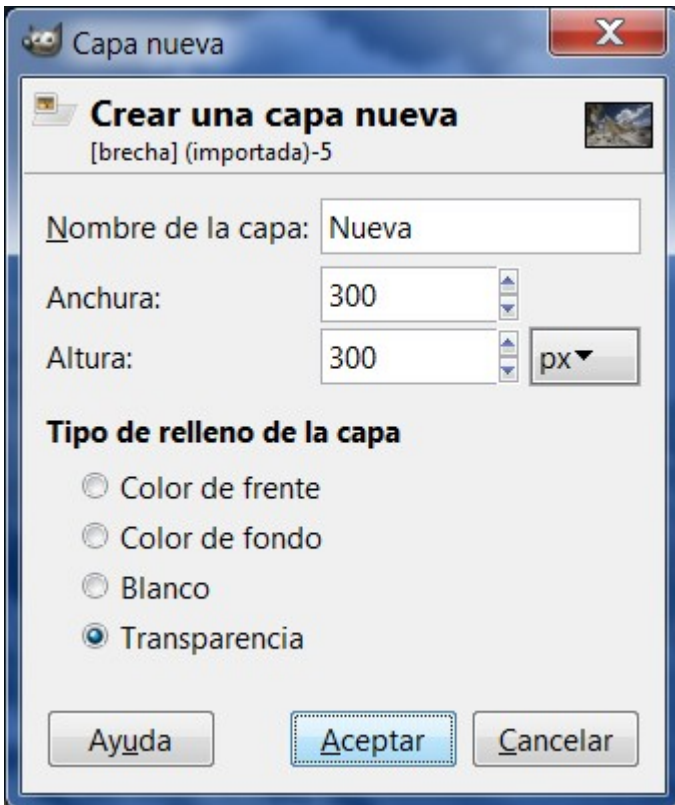 Capa nueva
Crear una capa nueva
[brecha] (importada)-5
Nombre de la capa: Nueva
Anchura: 300
Altura: 300 px
Tipo de relleno de la capa
Color de frente
Color de fondo
Blanco
Transparencia
Ayuda Aceptar Cancelar